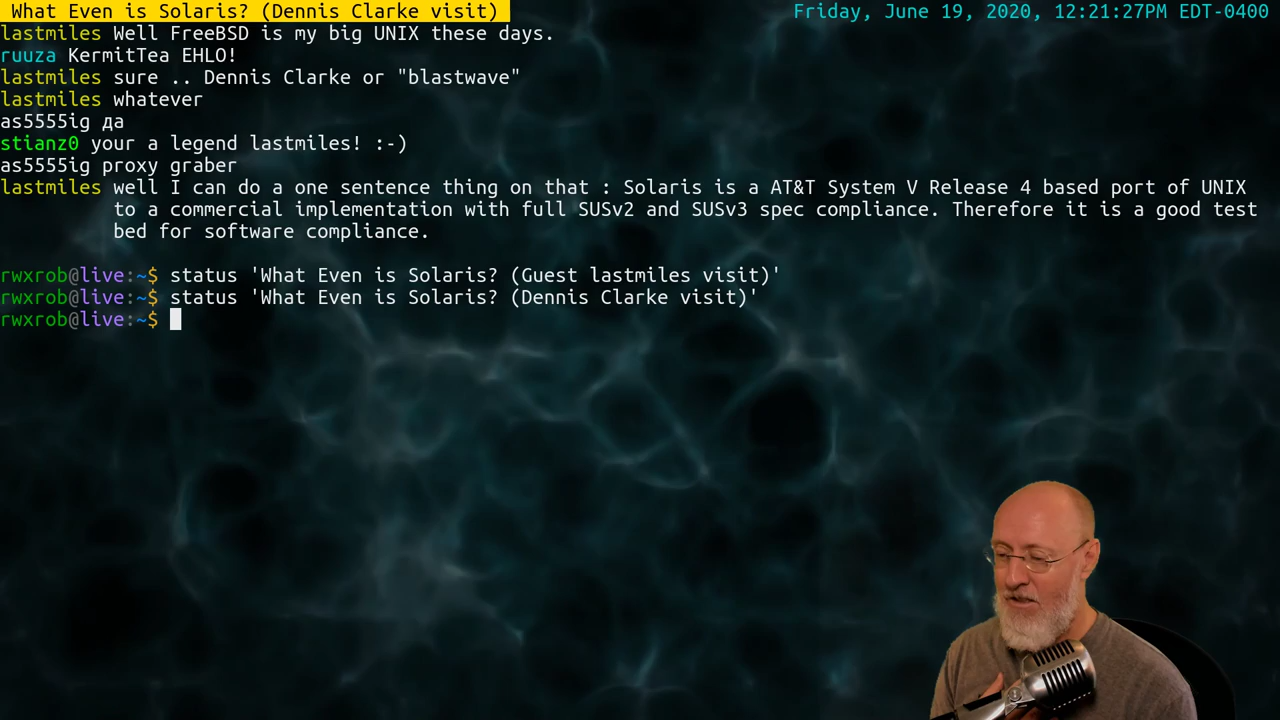 What Even is Solaris? (Dennis Clarke visit)
Friday, June 19, 2020, 12:21:27PM EDT-0400
lastmiles Well FreeBSD is my big UNIX these days.
ruuza KermitTea EHLO!
lastmiles sure .. Dennis Clarke or "blastwave"
lastmiles whatever
as5555ig да
stianz0 your a legend lastmiles! :-)
as5555ig proxy graber
lastmiles well I can do a one sentence thing on that : Solaris is a AT&T System V Release 4 based port of UNIX
to a commercial implementation with full SUSv2 and SUSv3 spec compliance. Therefore it is a good test
bed for software compliance.
rwxrob@live:~$ status 'What Even is Solaris? (Guest lastmiles visit)'
rwxrob@live:~$ status 'What Even is Solaris? (Dennis Clarke visit)'
rwxrob@live:~$